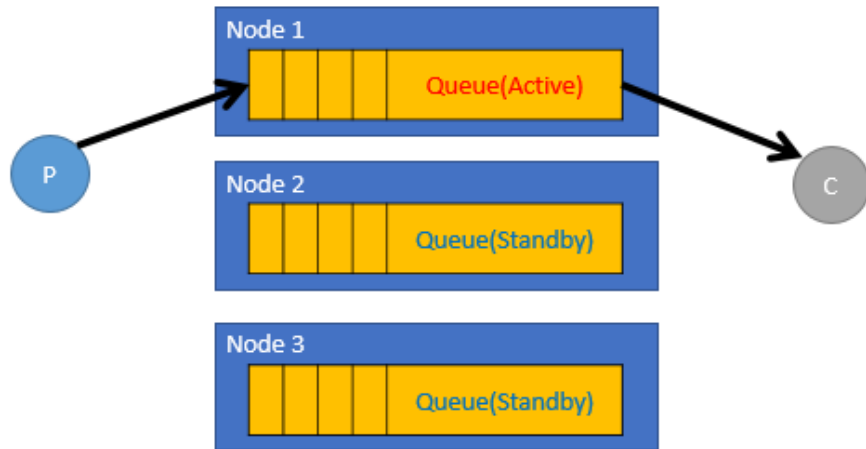 Node 1
Queue(Active)
P
Node 2
Queue(Standby)
C
Node 3
Queue(Standby)